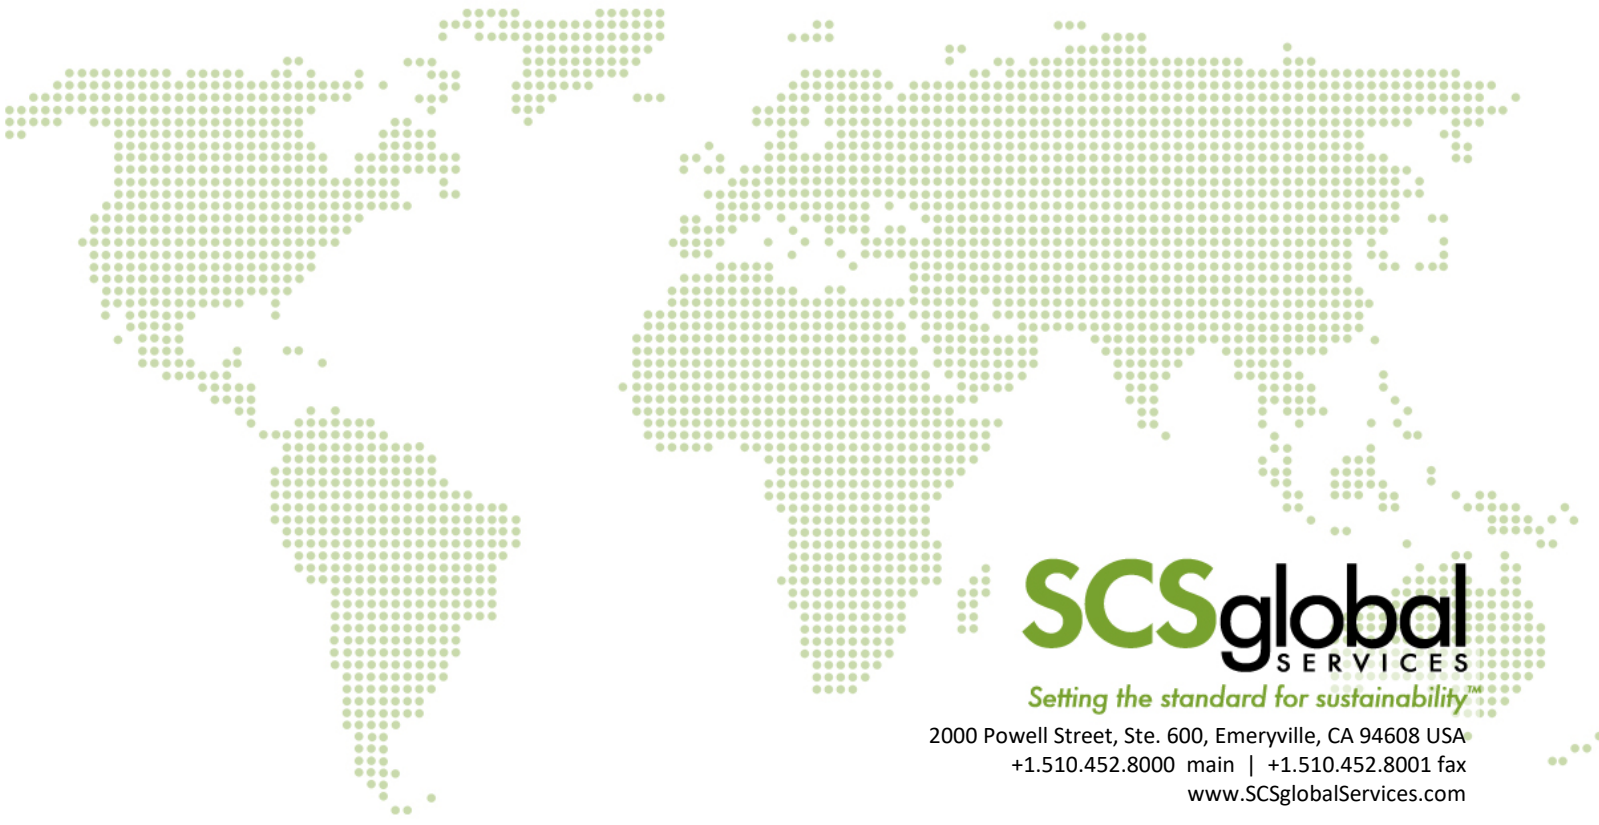 SCSglobal
SERVICES
Setting the standard for sustainability™
2000 Powell Street, Ste. 600, Emeryville, CA 94608 USA
+1.510.452.8000 main | +1.510.452.8001 fax
www.SCSglobalServices.com